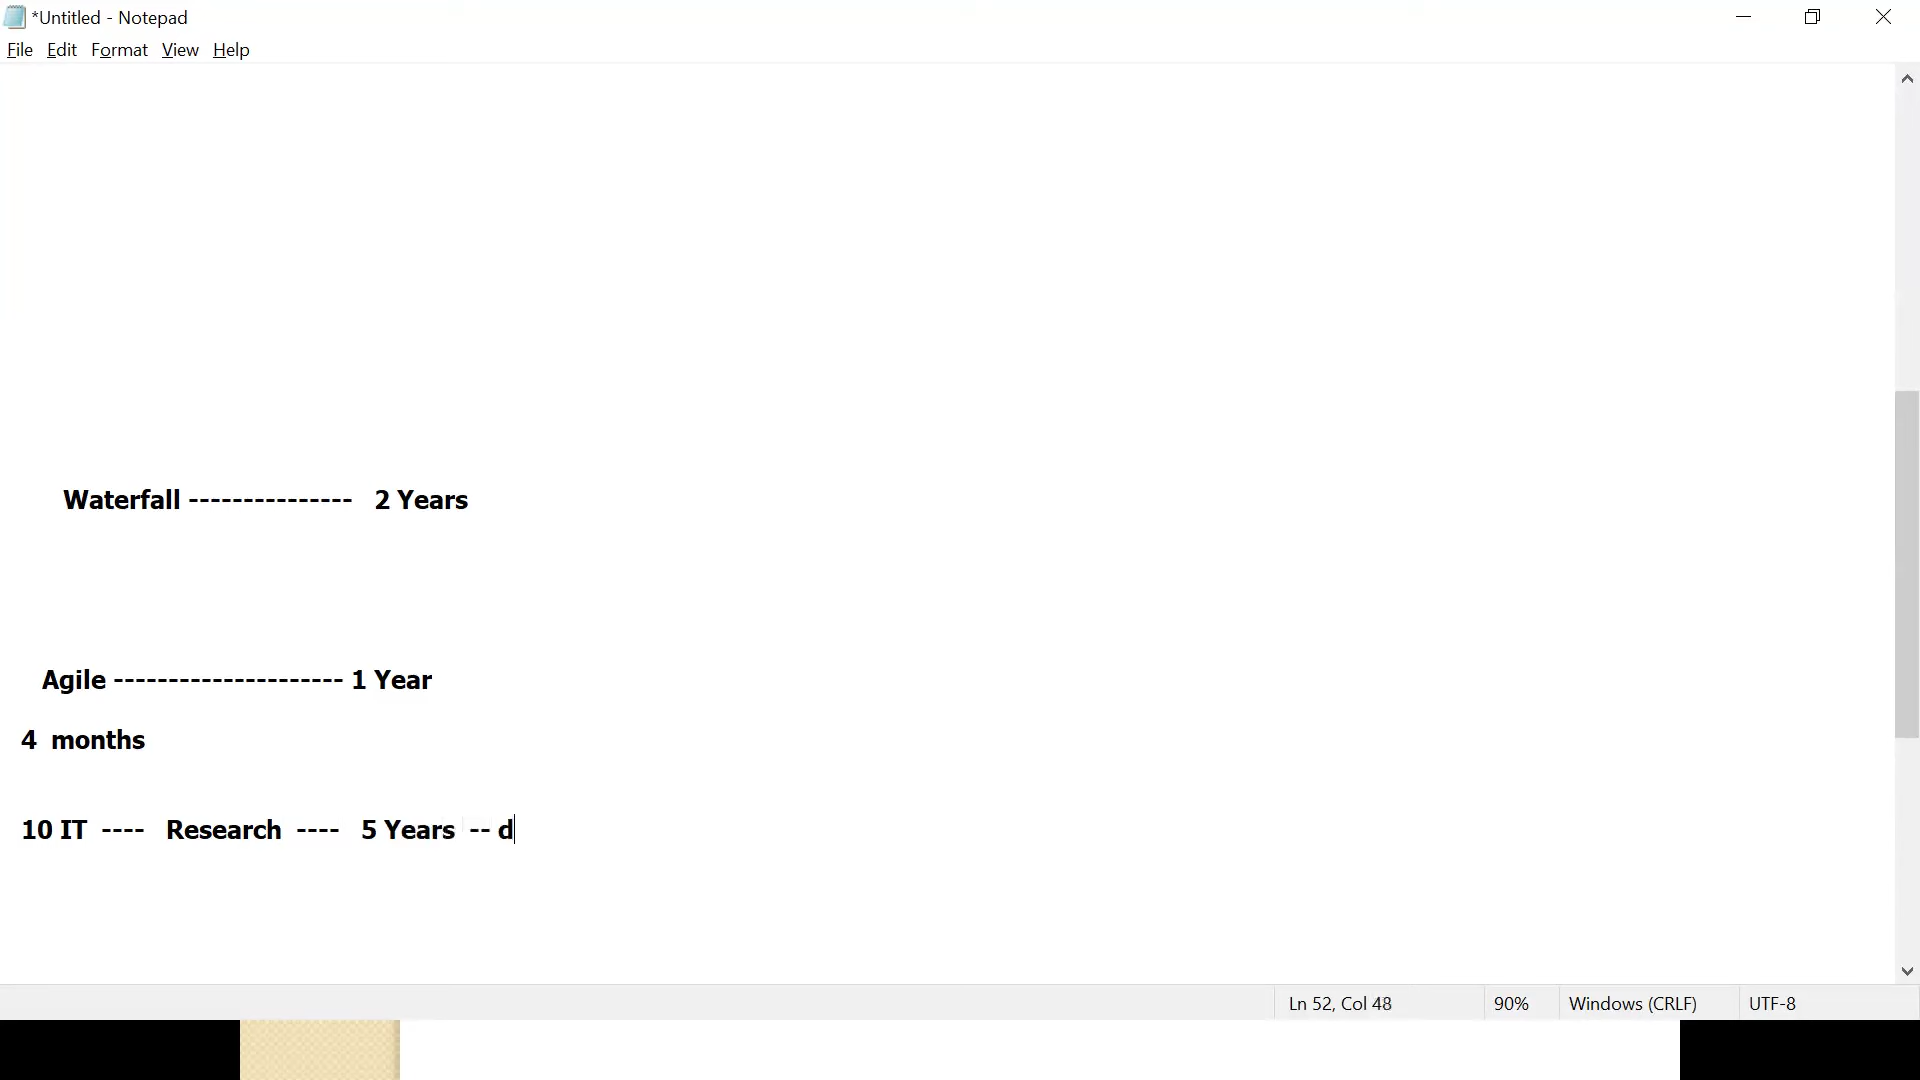 *Untitled - Notepad
File Edit Format View Help
Waterfall --------------- 2 Years
Agile --------------------- 1 Year
4 months
10 IT ---- Research ---- 5 Years -- d
Ln 52, Col 48 90% Windows (CRLF) UTF-8